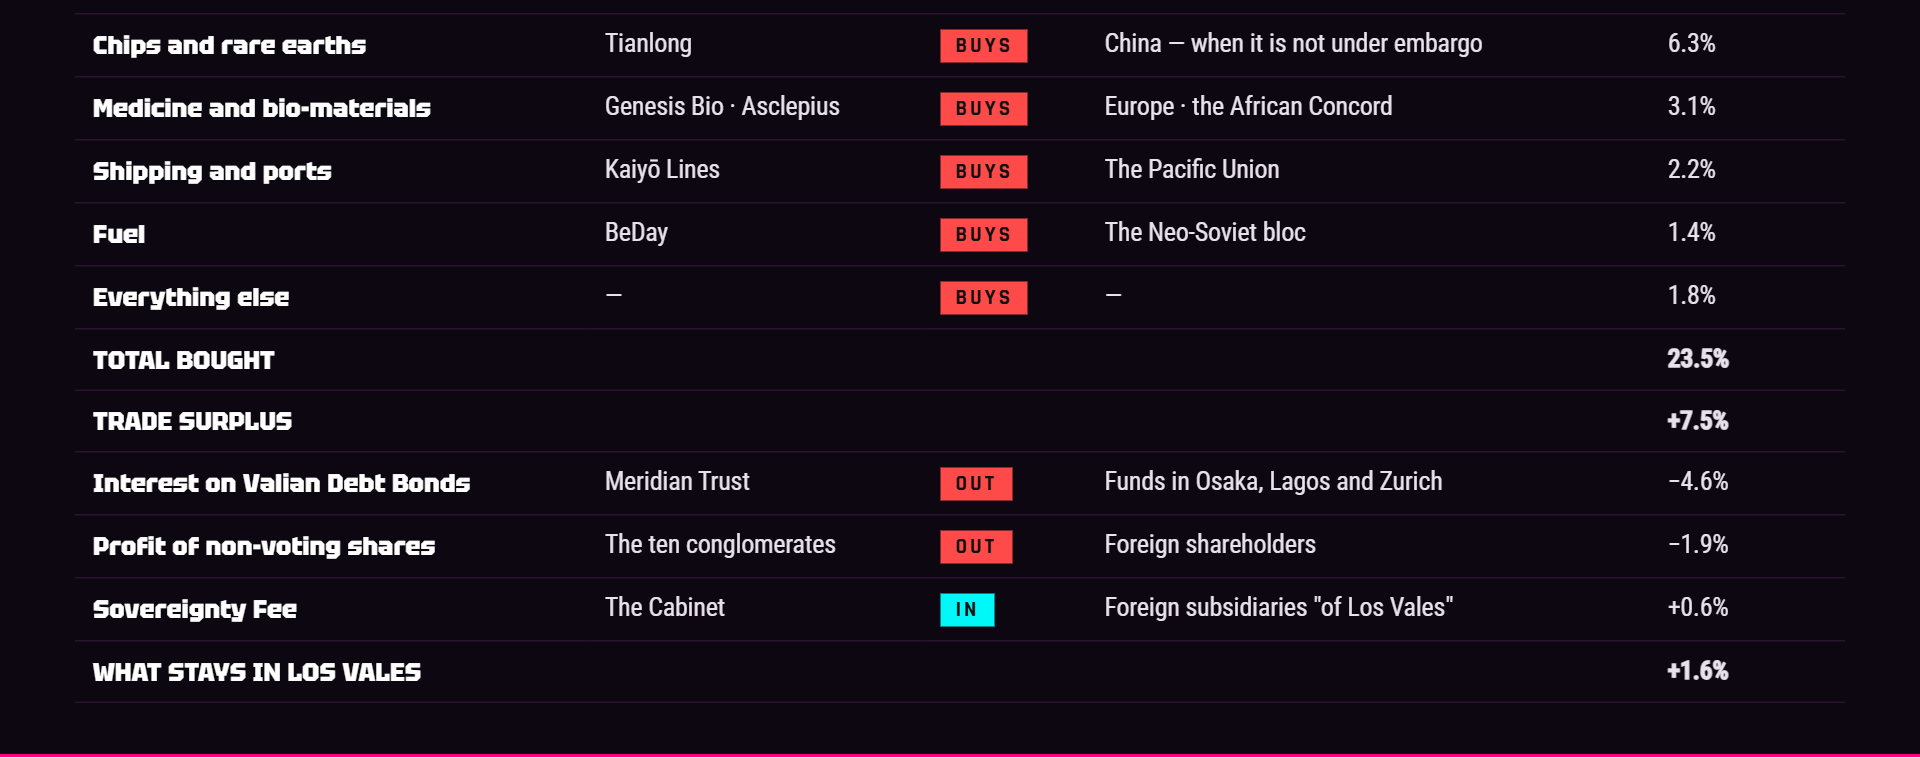 Chips and rare earths Tianlong BUYS China — when it is not under embargo 6.3%
Medicine and bio-materials Genesis Bio · Asclepius BUYS Europe · the African Concord 3.1%
Shipping and ports Kaiyō Lines BUYS The Pacific Union 2.2%
Fuel BeDay BUYS The Neo-Soviet bloc 1.4%
Everything else — BUYS — 1.8%
TOTAL BOUGHT 23.5%
TRADE SURPLUS +7.5%
Interest on Valian Debt Bonds Meridian Trust OUT Funds in Osaka, Lagos and Zurich −4.6%
Profit of non-voting shares The ten conglomerates OUT Foreign shareholders −1.9%
Sovereignty Fee The Cabinet IN Foreign subsidiaries "of Los Vales" +0.6%
WHAT STAYS IN LOS VALES +1.6%